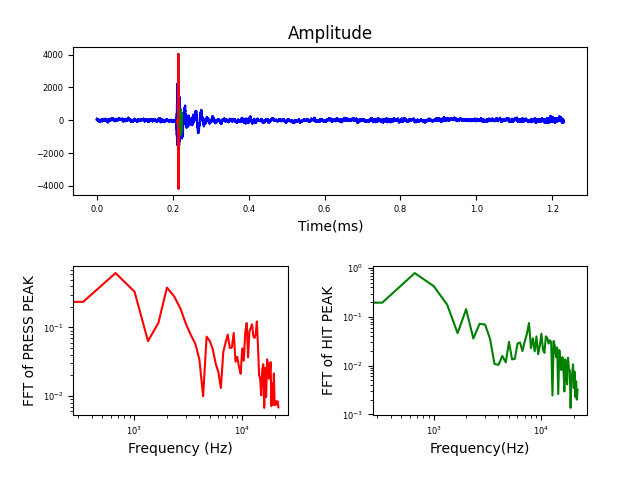 Amplitude
4000
2000
0
−2000
−4000
0.0 0.2 0.4 0.6 0.8 1.0 1.2
Time(ms)
FFT of PRESS PEAK
10⁻¹
10⁻²
10³ 10⁴
Frequency (Hz)
FFT of HIT PEAK
10⁰
10⁻¹
10⁻²
10⁻³
10³ 10⁴
Frequency(Hz)